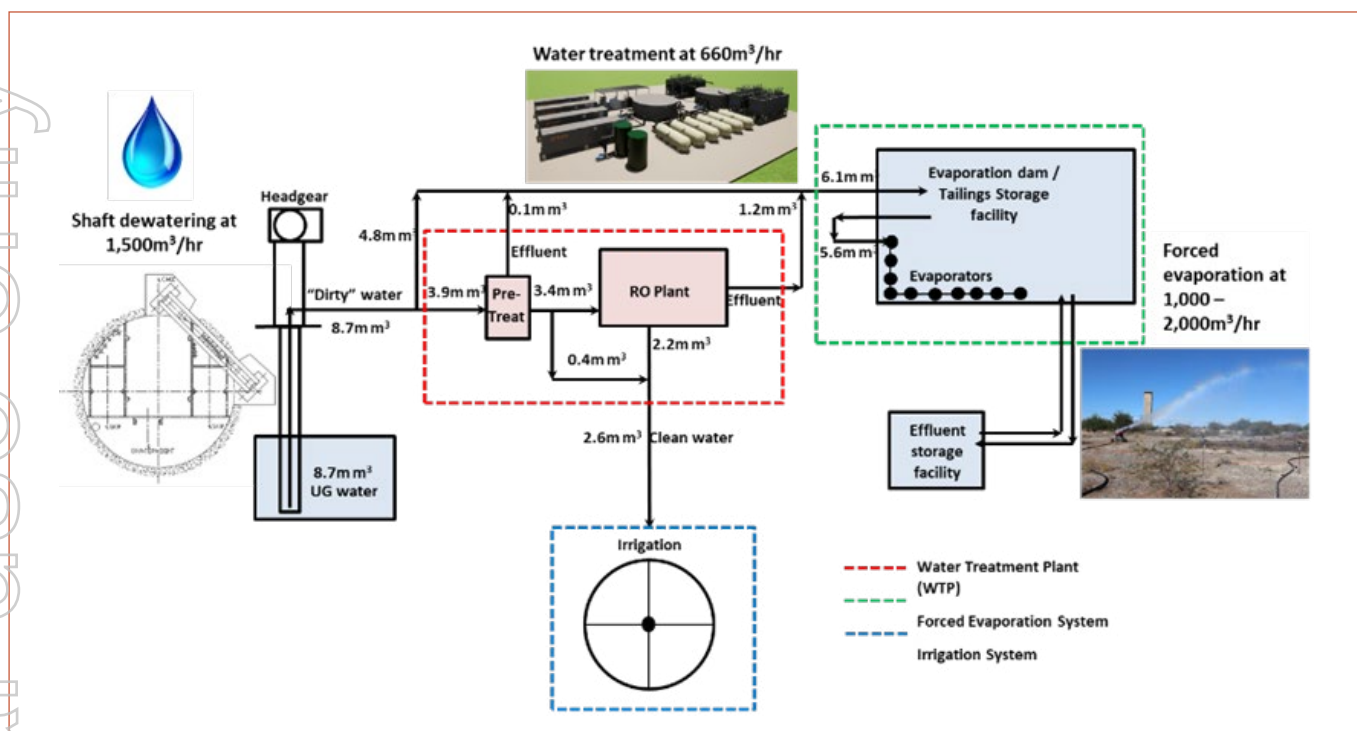 Water treatment at 660m³/hr
Shaft dewatering at
1,500m³/hr
Headgear
"Dirty" water
8.7m m³
8.7m m³
UG water
4.8m m³
0.1m m³
Effluent
3.9m m³
Pre-
Treat
3.4m m³
0.4m m³
RO Plant
Effluent
1.2m m³
2.2m m³
2.6m m³ Clean water
Irrigation
6.1m m³
5.6m m³
Evaporation dam /
Tailings Storage
facility
Evaporators
Effluent
storage
facility
Forced
evaporation at
1,000 –
2,000m³/hr
Water Treatment Plant
(WTP)
Forced Evaporation System
Irrigation System